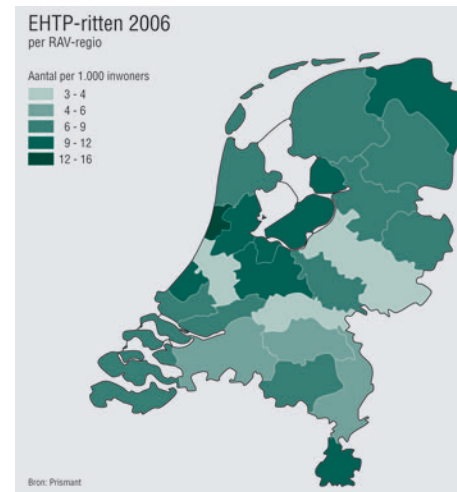 EHTP-ritten 2006
per RAV-regio
Aantal per 1.000 inwoners
3 - 4
4 - 6
6 - 9
9 - 12
12 - 16
Bron: Prismant